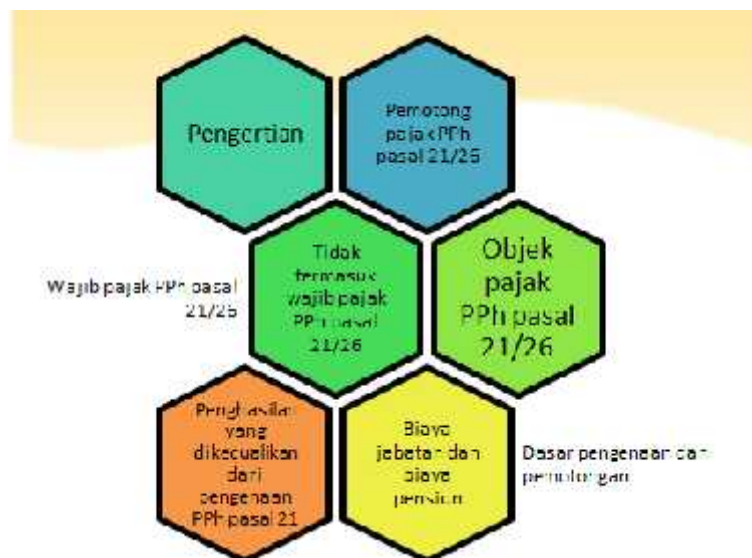 Pengertian
Pemotong
pajak PPh
pasal 21/26
Wajib pajak PPh pasal
21/26
Tidak
termasuk
wajib pajak
PPh pasal
21/26
Objek
pajak
PPh pasal
21/26
Penghasilan
yang
dikecualikan
dari
pengenaan
PPh pasal 21
Biaya
jabatan dan
biaya
pension
Dasar pengenaan dan
pemotongan